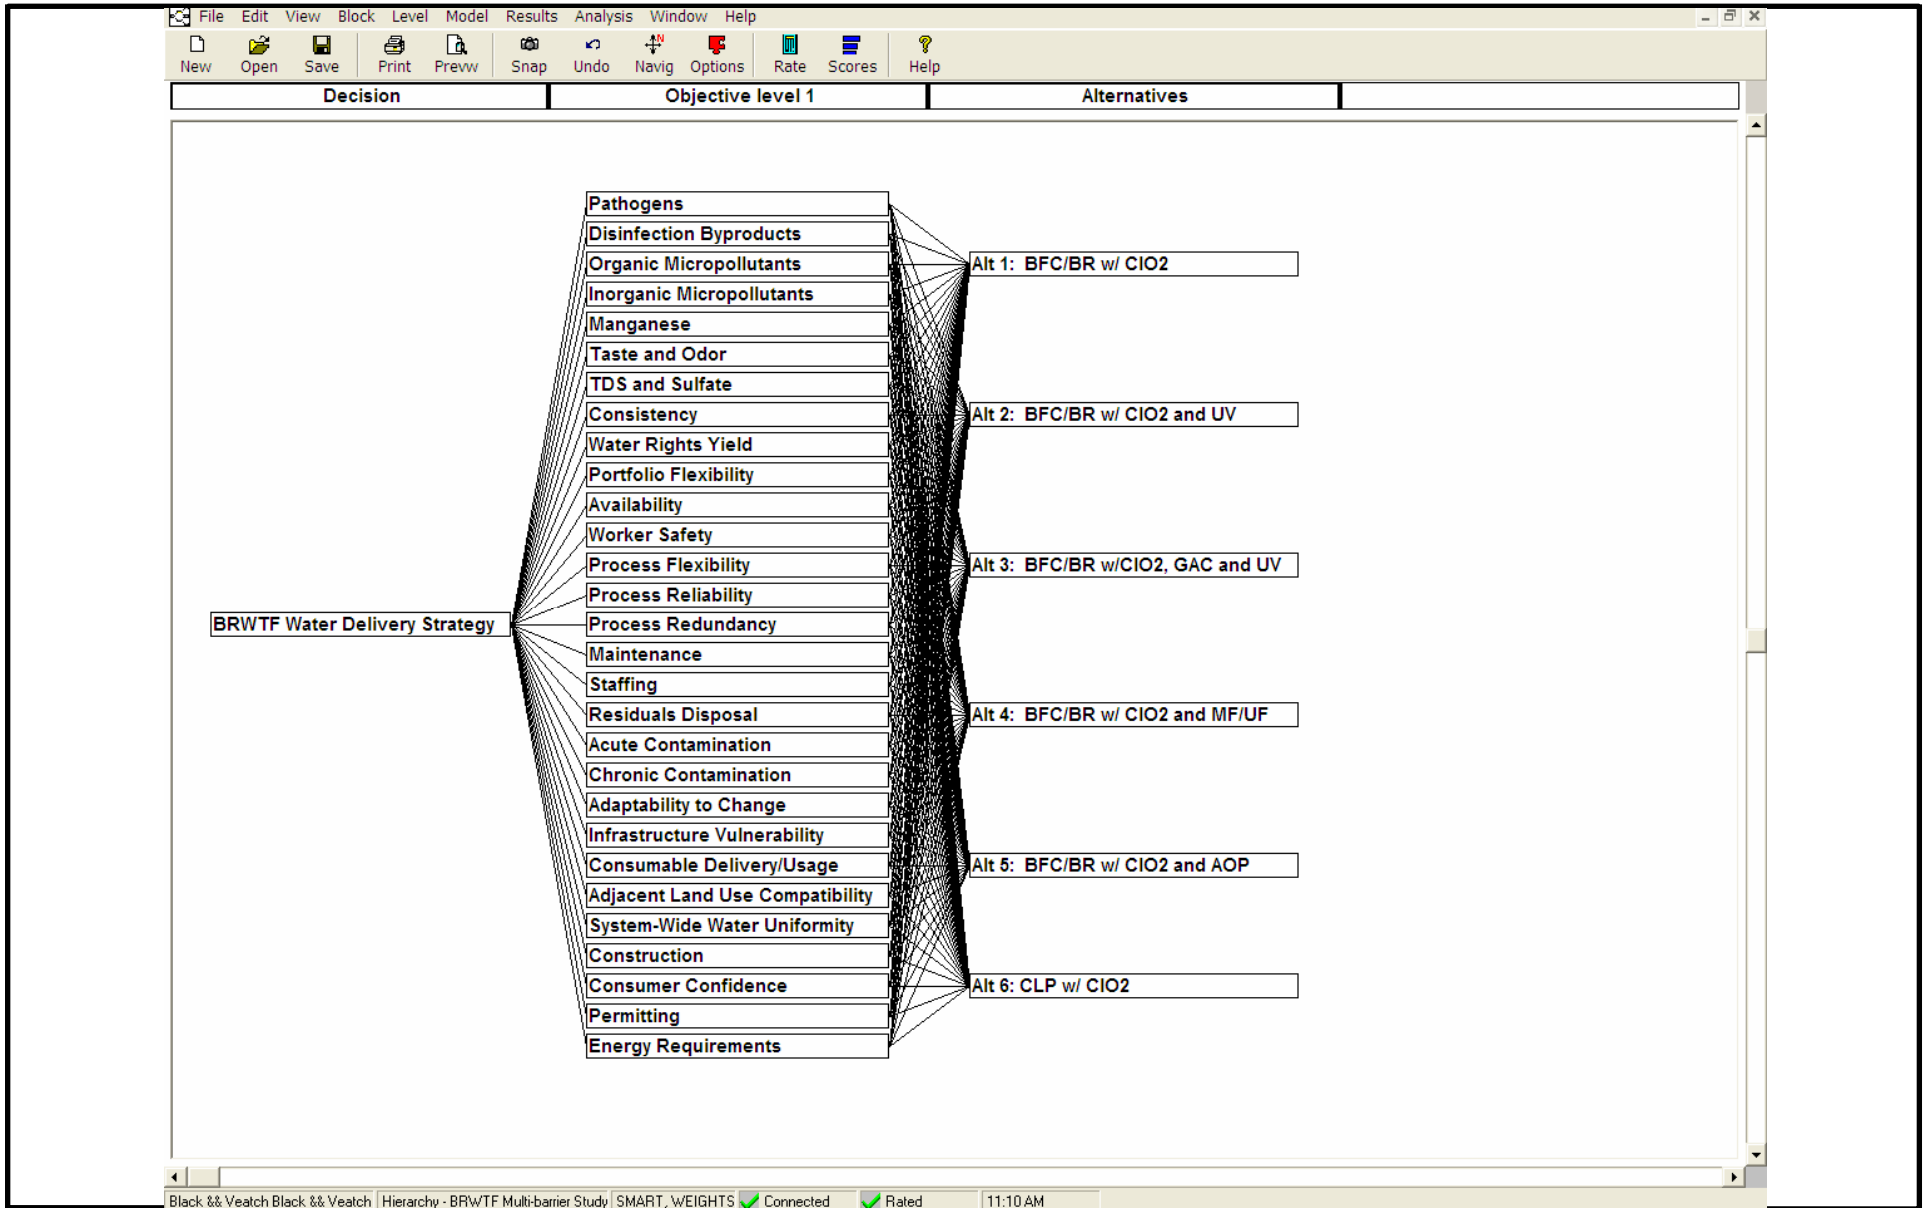 File Edit View Block Level Model Results Analysis Window Help
New Open Save Print Prevw Snap Undo Navig Options Rate Scores Help
Decision Objective level 1 Alternatives
Pathogens
Disinfection Byproducts
Organic Micropollutants
Alt 1: BFC/BR w/ ClO2
Inorganic Micropollutants
Manganese
Taste and Odor
TDS and Sulfate
Consistency
Alt 2: BFC/BR w/ ClO2 and UV
Water Rights Yield
Portfolio Flexibility
Availability
Worker Safety
Process Flexibility
Alt 3: BFC/BR w/ClO2, GAC and UV
Process Reliability
BRWTF Water Delivery Strategy
Process Redundancy
Maintenance
Staffing
Residuals Disposal
Alt 4: BFC/BR w/ ClO2 and MF/UF
Acute Contamination
Chronic Contamination
Adaptability to Change
Infrastructure Vulnerability
Consumable Delivery/Usage
Alt 5: BFC/BR w/ ClO2 and AOP
Adjacent Land Use Compatibility
System-Wide Water Uniformity
Construction
Consumer Confidence
Alt 6: CLP w/ ClO2
Permitting
Energy Requirements
Black && Veatch Black && Veatch Hierarchy - BRWTF Multi-barrier Study SMART, WEIGHTS Connected Rated 11:10 AM